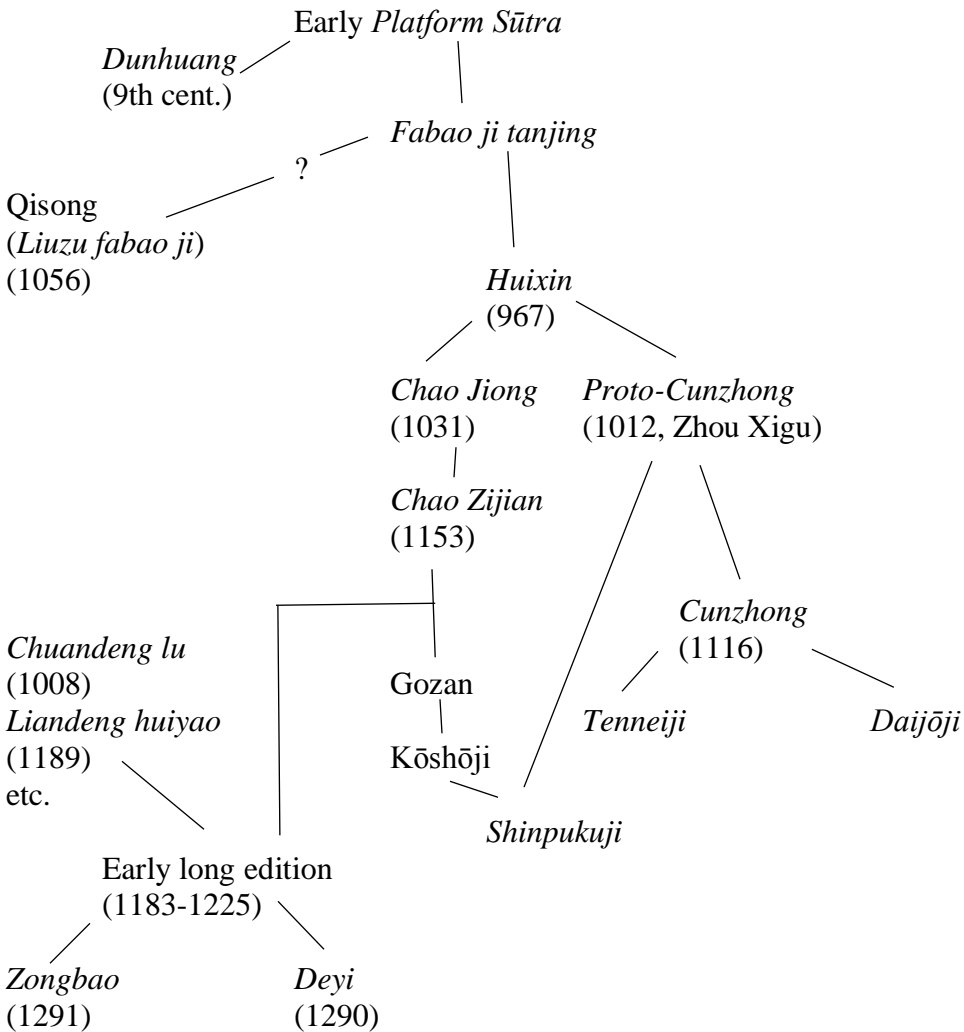 Early Platform Sūtra
Dunhuang
(9th cent.)
Fabao ji tanjing
?
Qisong
(Liuzu fabao ji)
(1056)
Huixin
(967)
Chao Jiong
(1031)
Proto-Cunzhong
(1012, Zhou Xigu)
Chao Zijian
(1153)
Cunzhong
(1116)
Chuandeng lu
(1008)
Liandeng huiyao
(1189)
etc.
Gozan
Kōshōji
Tenneiji
Daijōji
Shinpukuji
Early long edition
(1183-1225)
Zongbao
(1291)
Deyi
(1290)